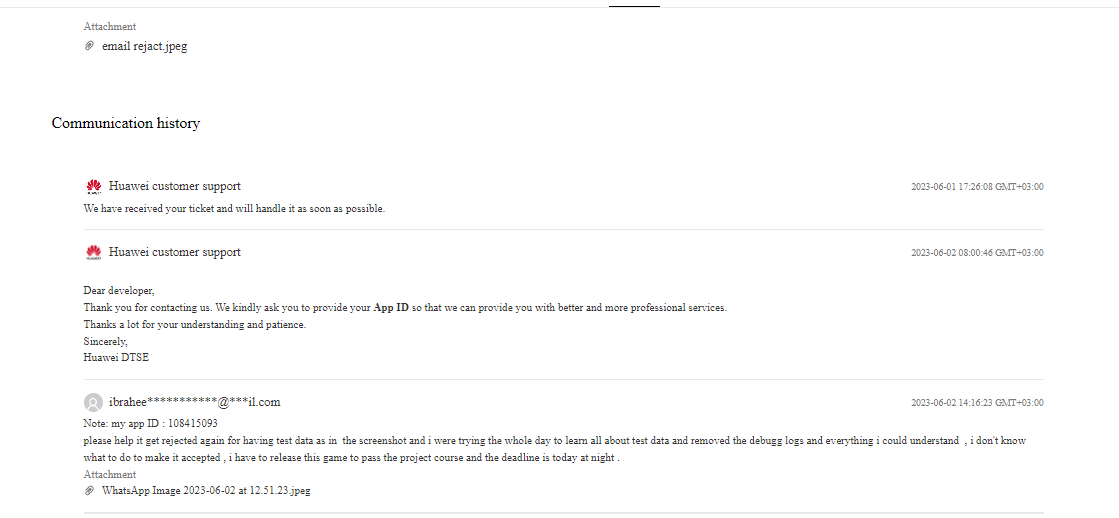 Attachment
email rejact.jpeg
Communication history
Huawei customer support
2023-06-01 17:26:08 GMT+03:00
We have received your ticket and will handle it as soon as possible.
Huawei customer support
2023-06-02 08:00:46 GMT+03:00
Dear developer,
Thank you for contacting us. We kindly ask you to provide your App ID so that we can provide you with better and more professional services.
Thanks a lot for your understanding and patience.
Sincerely,
Huawei DTSE
ibrahee***********@***il.com
2023-06-02 14:16:23 GMT+03:00
Note: my app ID : 108415093
please help it get rejected again for having test data as in  the screenshot and i were trying the whole day to learn all about test data and removed the debugg logs and everything i could understand  , i don't know
what to do to make it accepted , i have to release this game to pass the project course and the deadline is today at night .
Attachment
WhatsApp Image 2023-06-02 at 12.51.23.jpeg